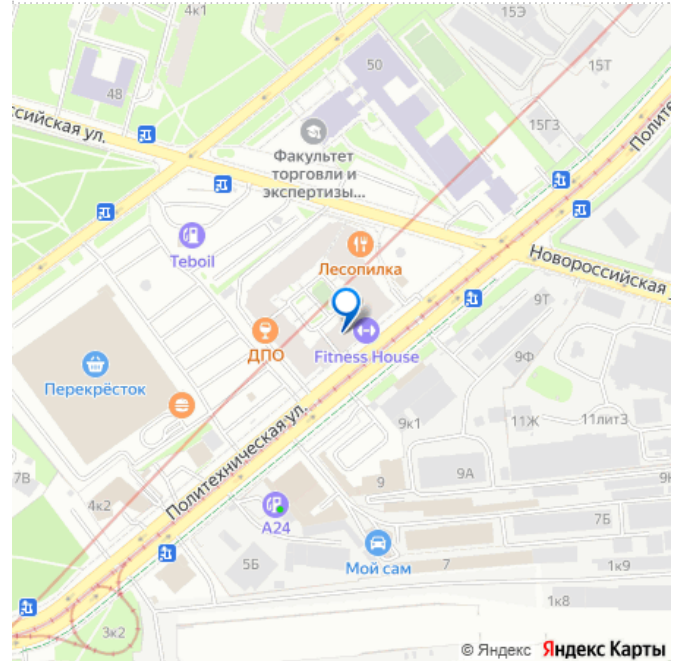 4к1
15Э
50
15Т
48
ссийская ул.
15Г3
Полите
Факультет
торговли и
экспертизы...
Teboil
Лесопилка
Новороссийская
9Т
ДПО
Fitness House
9Ф
Перекрёсток
Политехническая ул.
9к1
11Ж
11литЗ
7В
9
9А
4к2
А24
7Б
5Б
Мой сам
7
1к9
1к8
3к2
© Яндекс Яндекс Карты